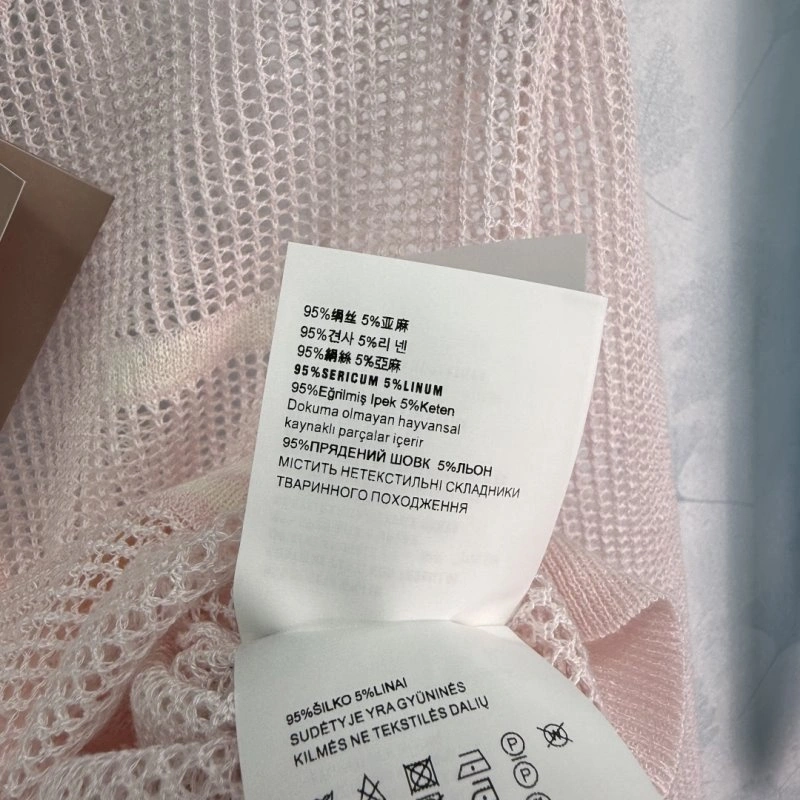 95%绢丝 5%亚麻
95%견사 5%리 넨
95%絹絲 5%亞麻
95%SERICUM 5%LINUM
95%Eğrilmiş Ipek 5%Keten
Dokuma olmayan hayvansal
kaynaklı parçalar içerir
95%ПРЯДЕНИЙ ШОВК 5%ЛЬОН
МІСТИТЬ НЕТЕКСТИЛЬНІ СКЛАДНИКИ
ТВАРИННОГО ПОХОДЖЕННЯ
95%ŠILKO 5%LINAI
SUDĖTYJE YRA GYŪNINĖS
KILMĖS NE TEKSTILĖS DALIŲ
P
P
W